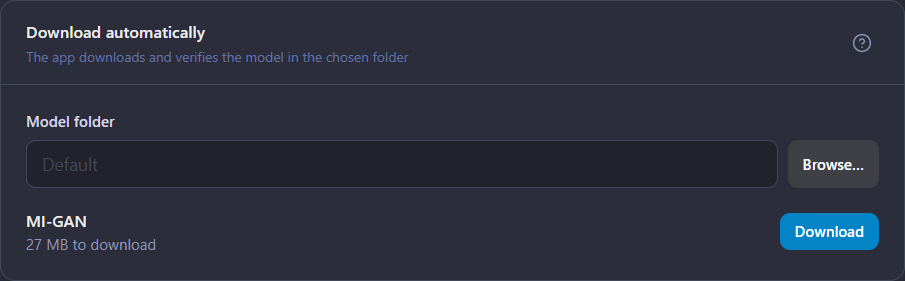 Download automatically
The app downloads and verifies the model in the chosen folder
?
Model folder
Default
Browse...
MI-GAN
27 MB to download
Download